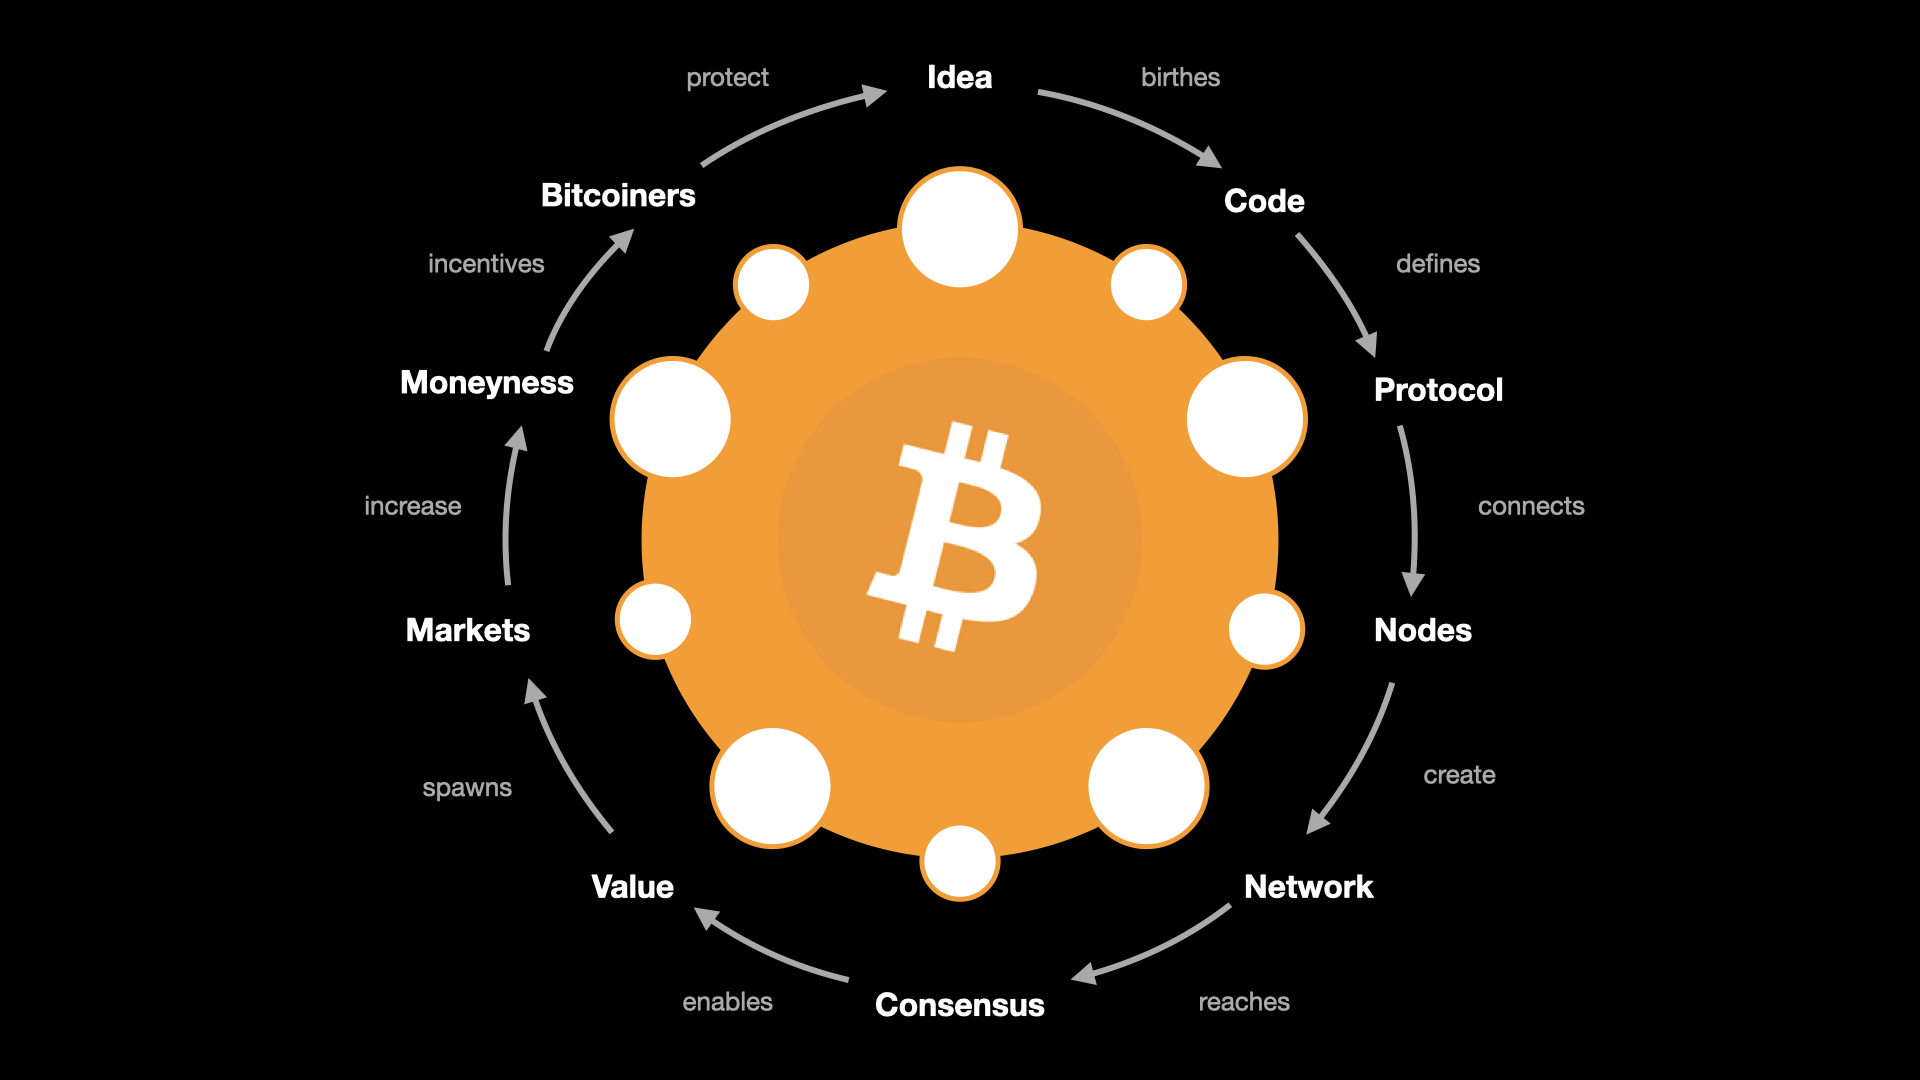 Idea
birthes
Code
defines
Protocol
connects
Nodes
create
Network
reaches
Consensus
enables
Value
spawns
Markets
increase
Moneyness
incentives
Bitcoiners
protect